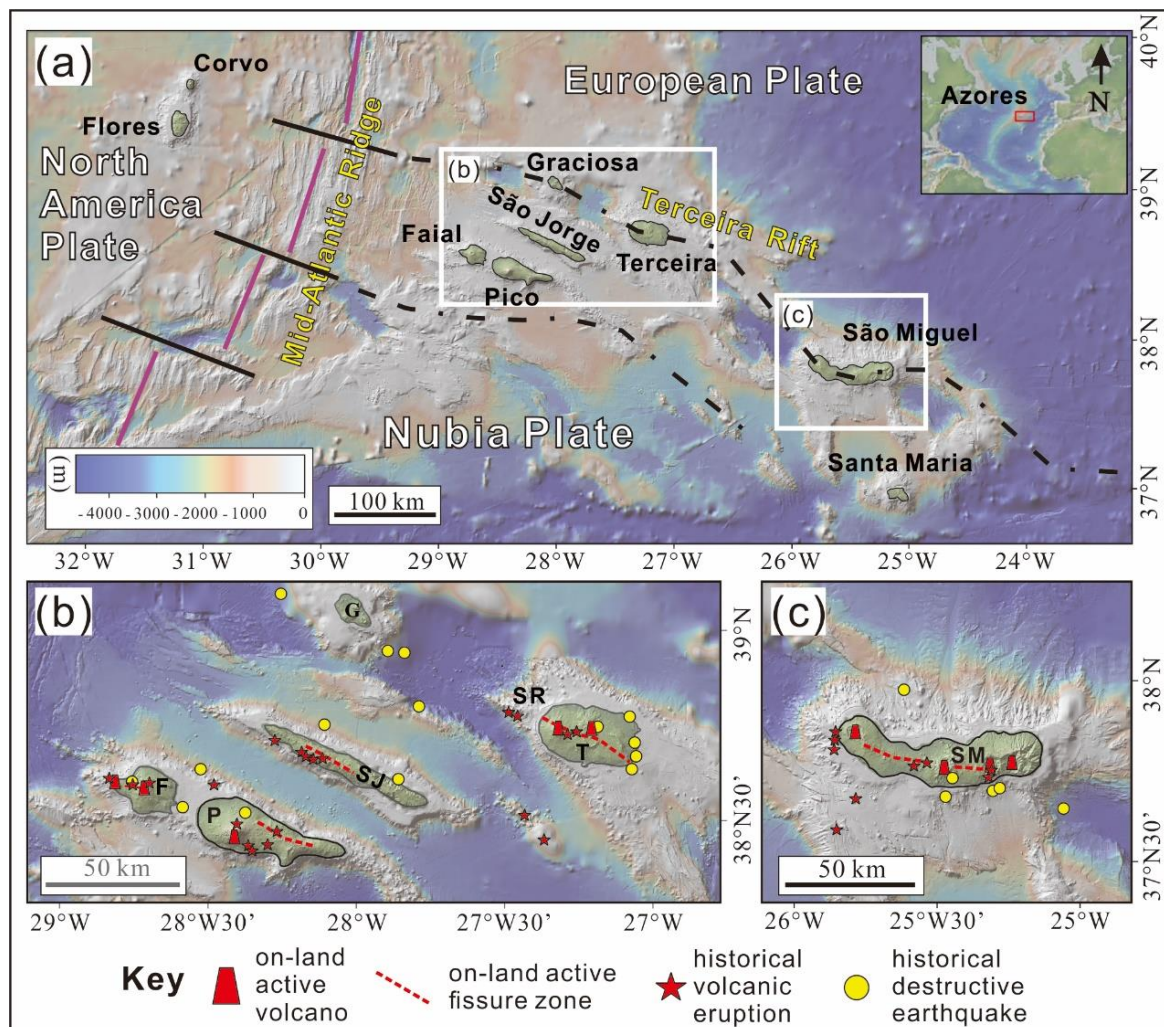 (a)
Corvo
Flores
North
America
Plate
Mid-Atlantic Ridge
European Plate
Azores
N
(b)
Graciosa
São Jorge
Faial
Pico
Terceira
Terceira Rift
(c)
São Miguel
Nubia Plate
Santa Maria
(m)
-4000 -3000 -2000 -1000 0
100 km
40°N
39°N
38°N
37°N
32°W 31°W 30°W 29°W 28°W 27°W 26°W 25°W 24°W
(b)
G
SR
T
SJ
F
P
50 km
39°N
38°N30'
29°W 28°W30' 28°W 27°W30' 27°W
(c)
SM
50 km
38°N
37°N30'
26°W 25°W30' 25°W
Key
on-land
active
volcano
on-land active
fissure zone
historical
volcanic
eruption
historical
destructive
earthquake